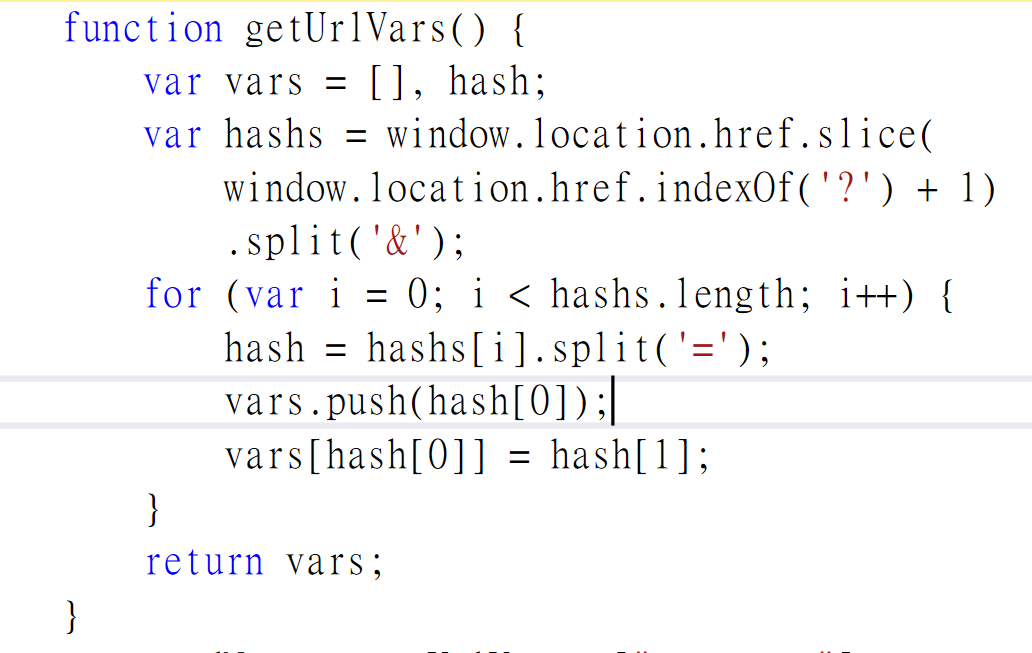 function getUrlVars() {
var vars = [], hash;
var hashs = window.location.href.slice(
window.location.href.indexOf('?') + 1)
.split('&');
for (var i = 0; i < hashs.length; i++) {
hash = hashs[i].split('=');
vars.push(hash[0]);
vars[hash[0]] = hash[1];
}
return vars;
}